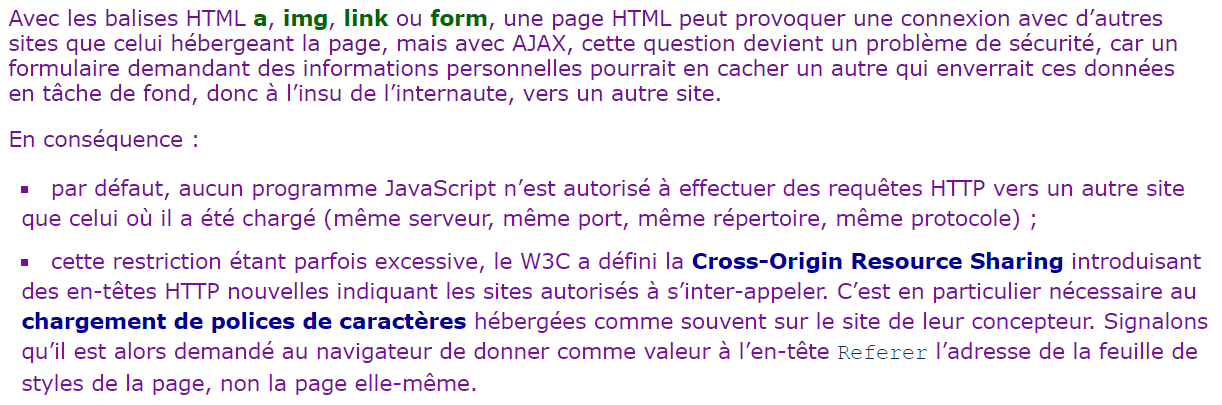 Avec les balises HTML a, img, link ou form, une page HTML peut provoquer une connexion avec d’autres
sites que celui hébergeant la page, mais avec AJAX, cette question devient un problème de sécurité, car un
formulaire demandant des informations personnelles pourrait en cacher un autre qui enverrait ces données
en tâche de fond, donc à l’insu de l’internaute, vers un autre site.
En conséquence :
▪ par défaut, aucun programme JavaScript n’est autorisé à effectuer des requêtes HTTP vers un autre site
que celui où il a été chargé (même serveur, même port, même répertoire, même protocole) ;
▪ cette restriction étant parfois excessive, le W3C a défini la Cross-Origin Resource Sharing introduisant
des en-têtes HTTP nouvelles indiquant les sites autorisés à s’inter-appeler. C’est en particulier nécessaire au
chargement de polices de caractères hébergées comme souvent sur le site de leur concepteur. Signalons
qu’il est alors demandé au navigateur de donner comme valeur à l’en-tête Referer l’adresse de la feuille de
styles de la page, non la page elle-même.